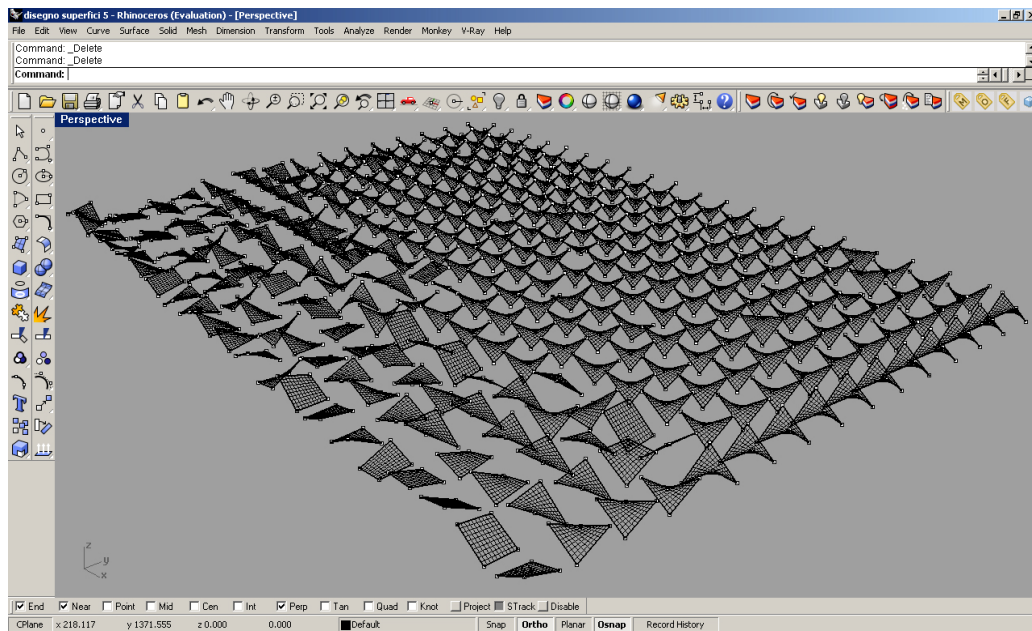 disegno superfici 5 - Rhinoceros (Evaluation) - [Perspective]
File Edit View Curve Surface Solid Mesh Dimension Transform Tools Analyze Render Monkey V-Ray Help
Command: _Delete
Command: _Delete
Command:
Perspective
z
y
x
End Near Point Mid Cen Int Perp Tan Quad Knot Project STrack Disable
CPlane x 218.117 y 1371.555 z 0.000 0.000 Default Snap Ortho Planar Osnap Record History